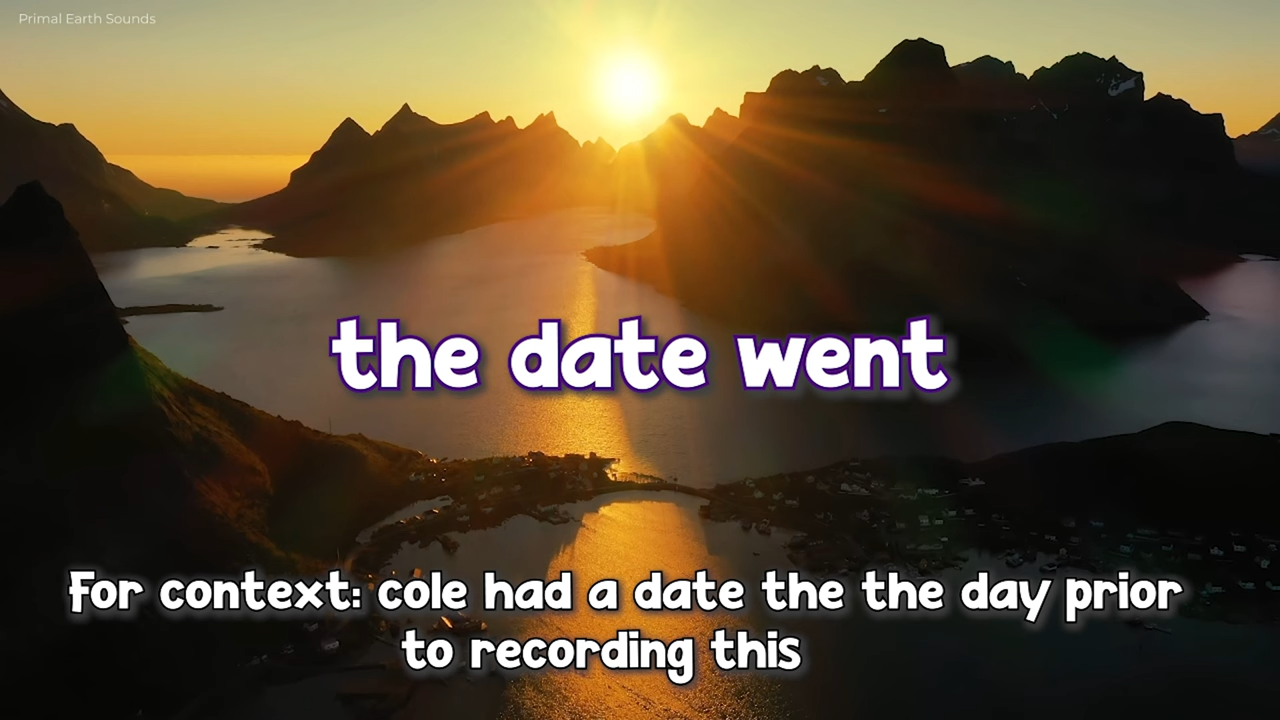 Primal Earth Sounds
the date went
For context: cole had a date the the day prior
to recording this